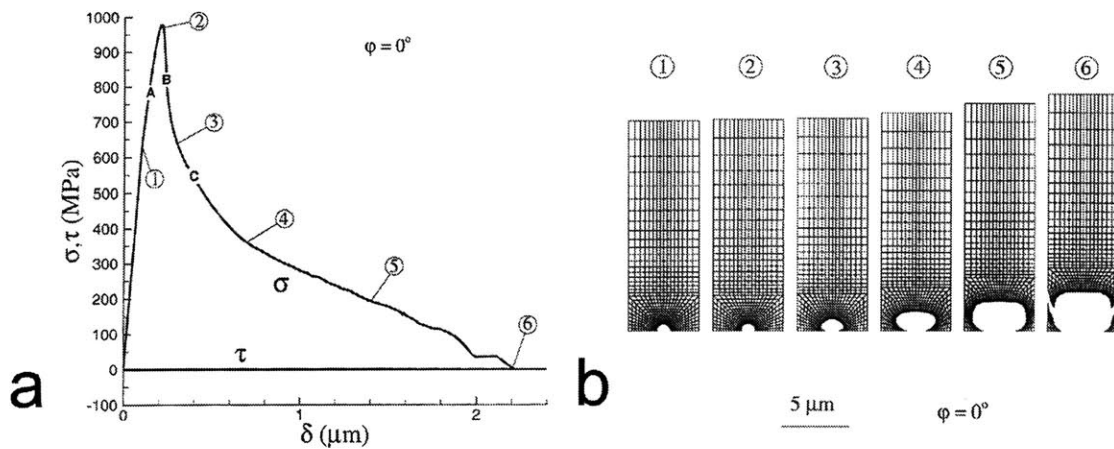 1000
900
800
700
600
500
400
300
200
100
0
-100
σ,τ (MPa)
φ = 0°
②
B
A
③
①
C
④
⑤
σ
⑥
τ
0
1
2
δ (μm)
a
① ② ③ ④ ⑤ ⑥
b
5 μm
φ = 0°